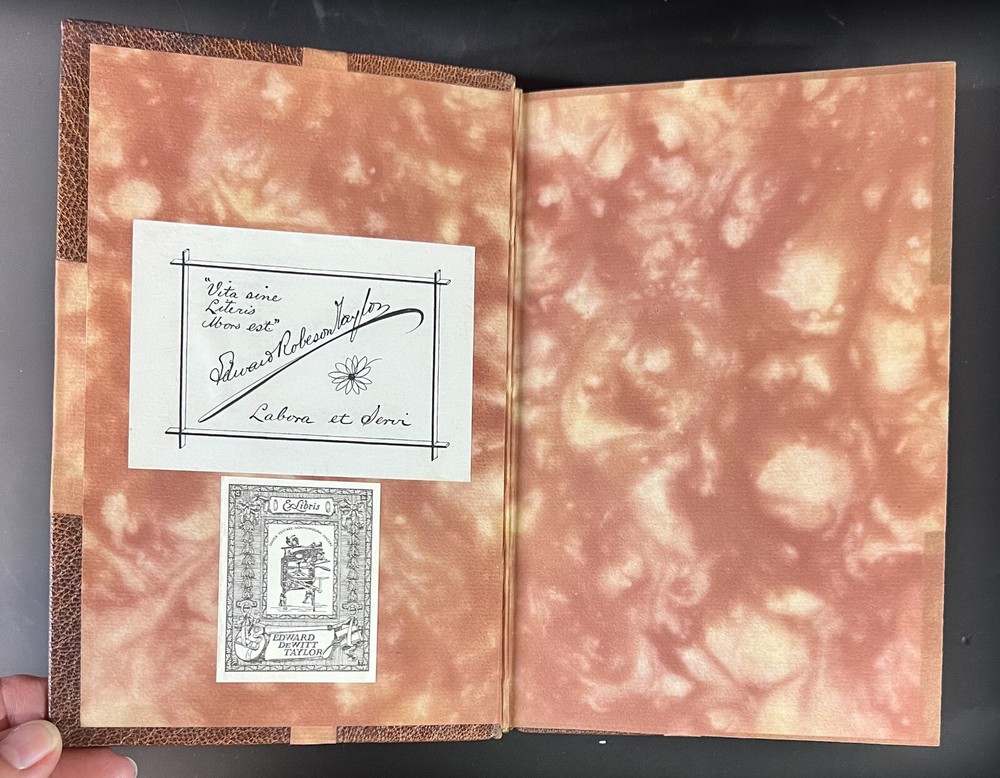 "Vita sine
Literis
Mors est"
Edward Robeson Taylor
Labora et Servi
Ex Libris
EDWARD
DEWITT
TAYLOR